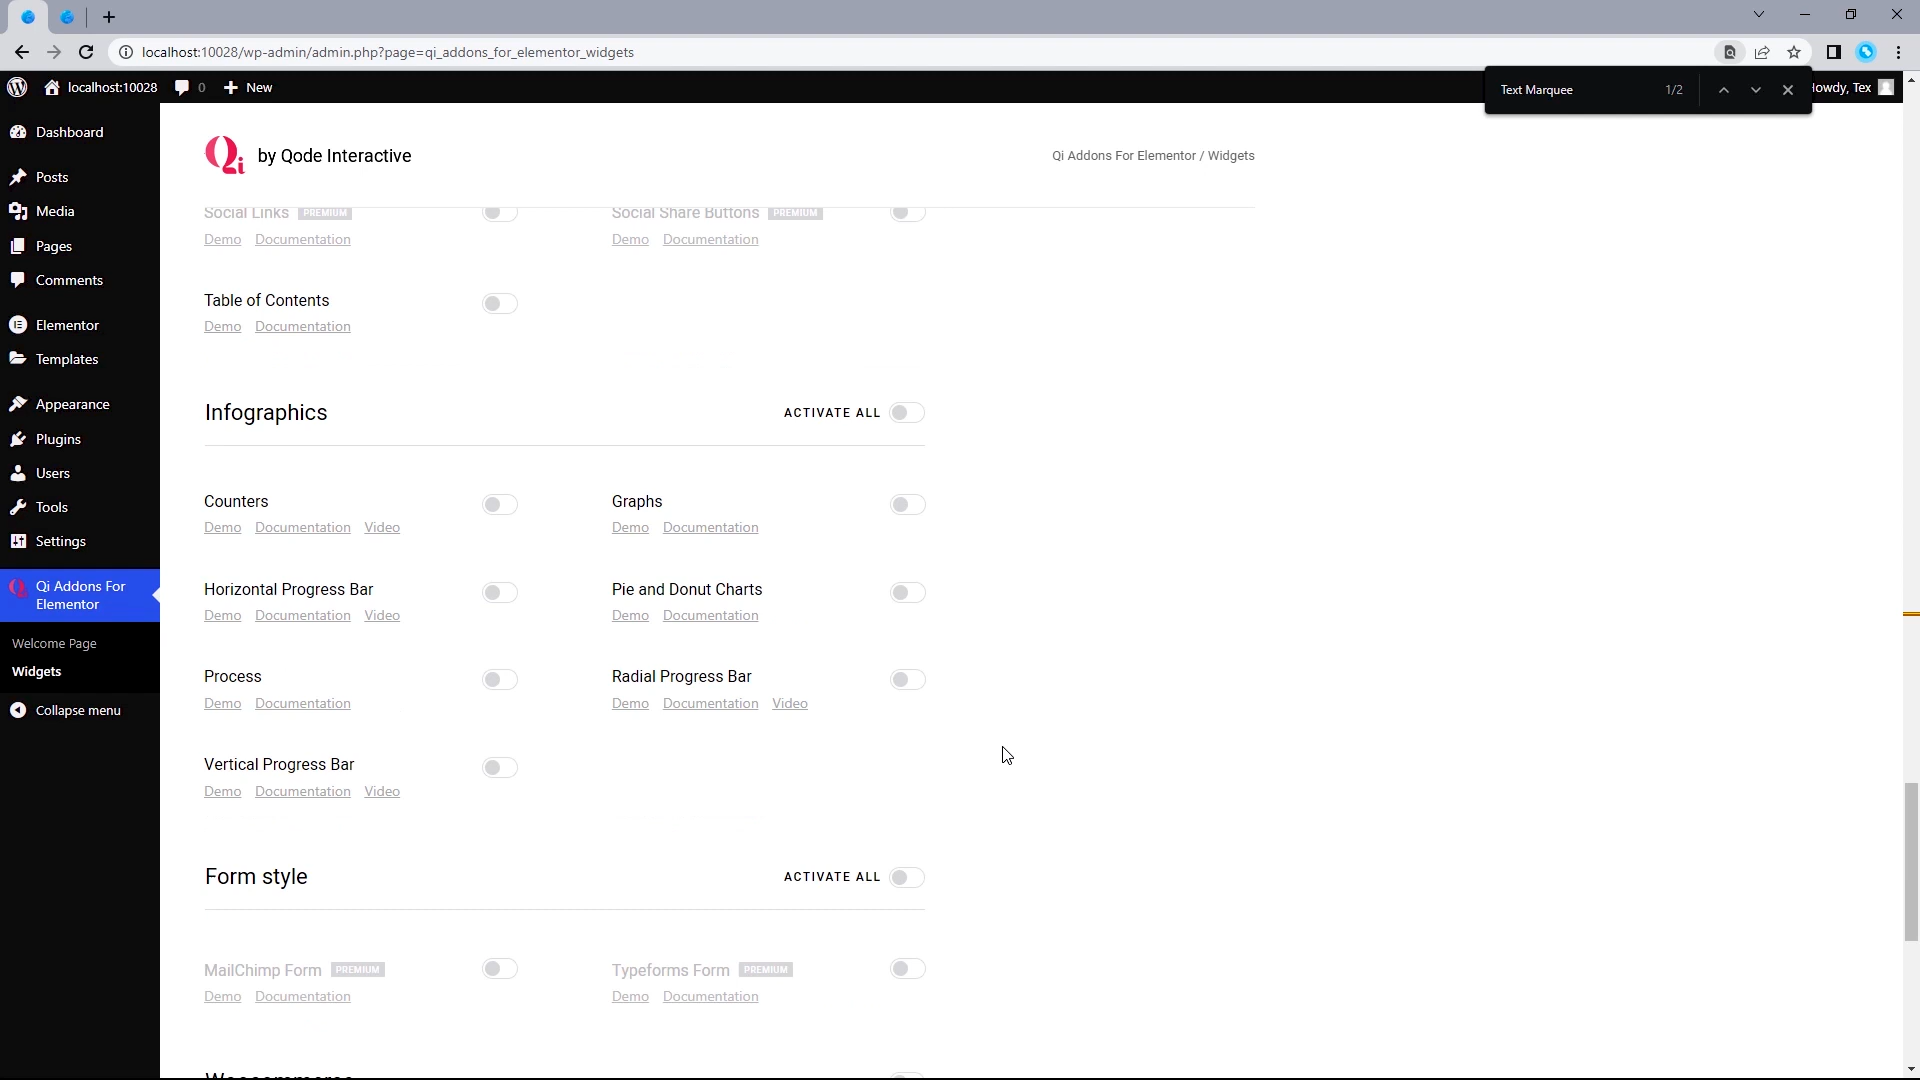 localhost:10028/wp-admin/admin.php?page=qi_addons_for_elementor_widgets
localhost:10028 0 New
Text Marquee 1/2
Howdy, Tex
Dashboard
Posts
Media
Pages
Comments
Elementor
Templates
Appearance
Plugins
Users
Tools
Settings
Qi Addons For
Elementor
Welcome Page
Widgets
Collapse menu
Qi by Qode Interactive
Qi Addons For Elementor / Widgets
Social Links PREMIUM
Demo Documentation
Social Share Buttons PREMIUM
Demo Documentation
Table of Contents
Demo Documentation
Infographics
ACTIVATE ALL
Counters
Demo Documentation Video
Graphs
Demo Documentation
Horizontal Progress Bar
Demo Documentation Video
Pie and Donut Charts
Demo Documentation
Process
Demo Documentation
Radial Progress Bar
Demo Documentation Video
Vertical Progress Bar
Demo Documentation Video
Form style
ACTIVATE ALL
MailChimp Form PREMIUM
Demo Documentation
Typeforms Form PREMIUM
Demo Documentation